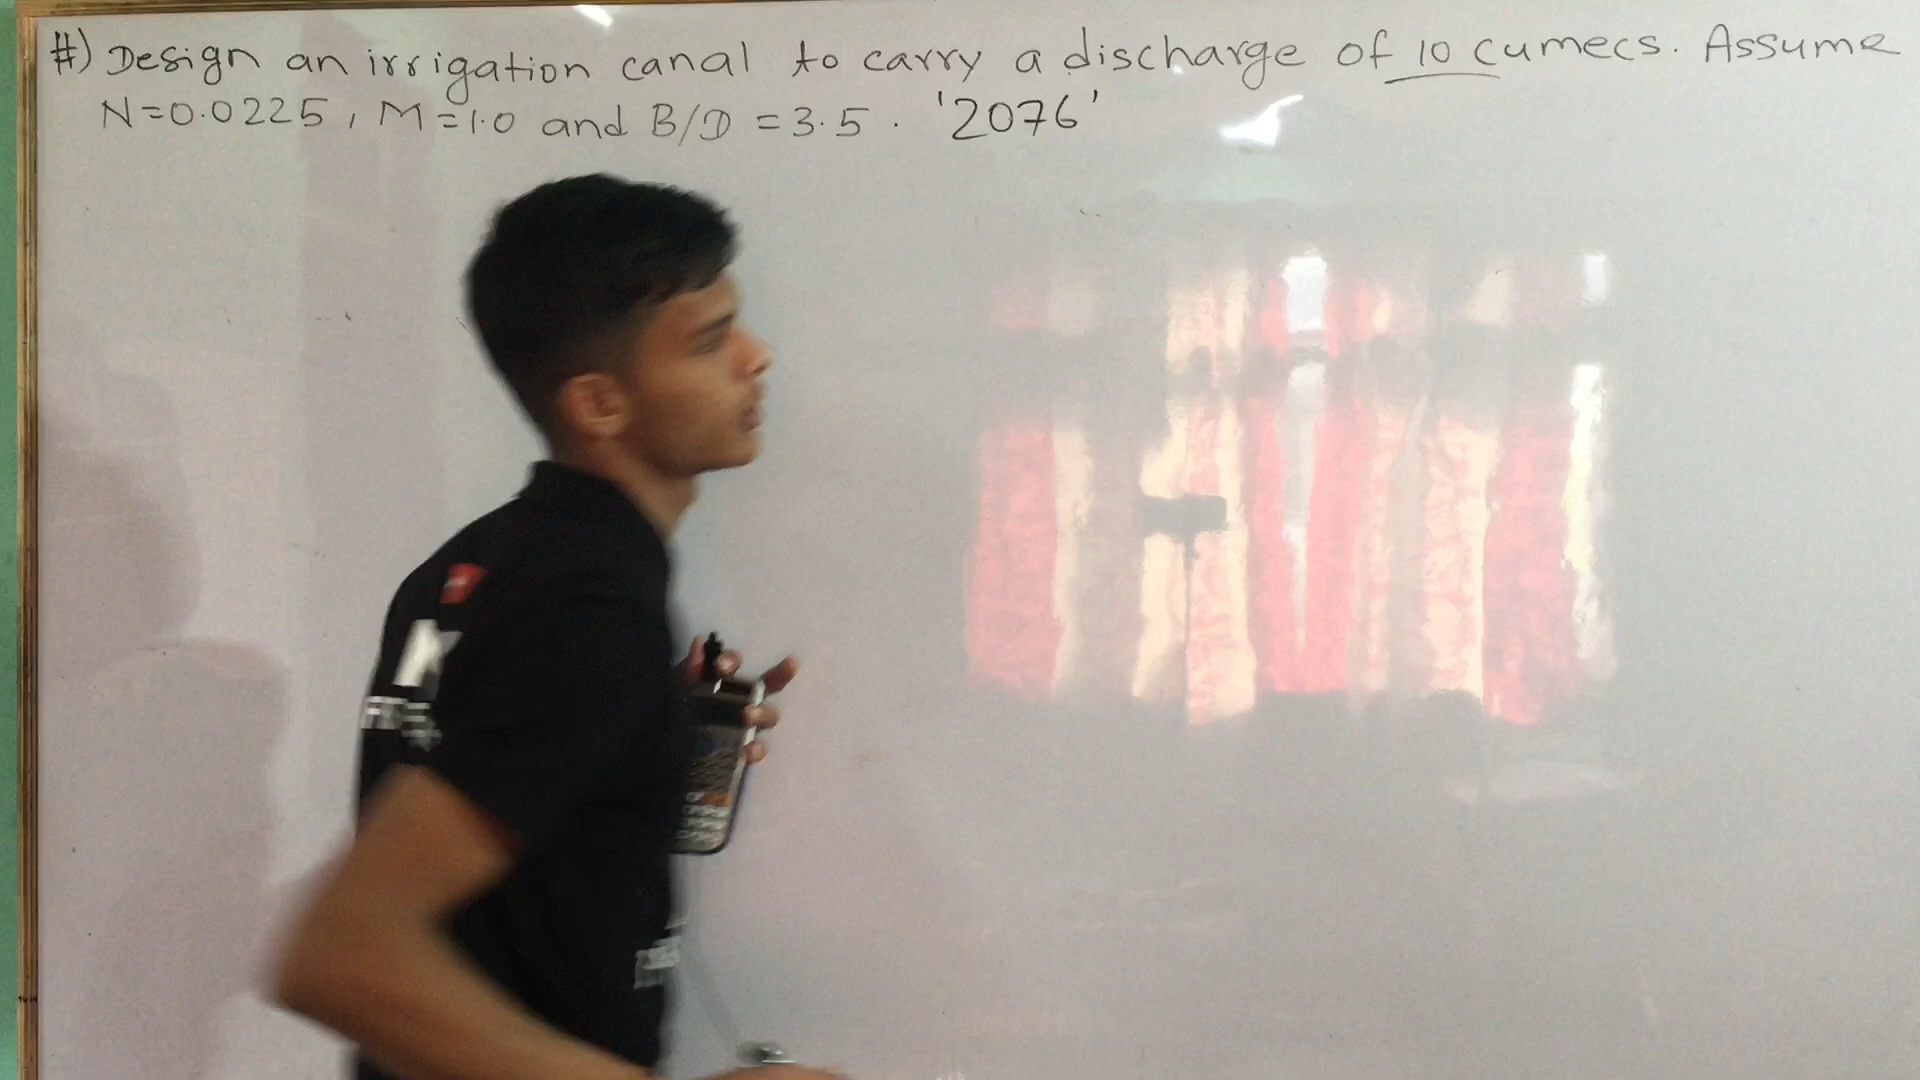 #) Design an irrigation canal to carry a discharge of 10 cumecs. Assume
N=0.0225, M=1.0 and B/D = 3.5. '2076'